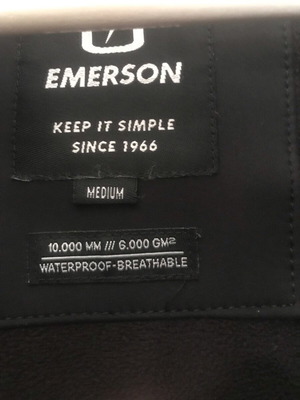 EMERSON
KEEP IT SIMPLE
SINCE 1966
MEDIUM
10.000 MM /// 6.000 GM²
WATERPROOF-BREATHABLE